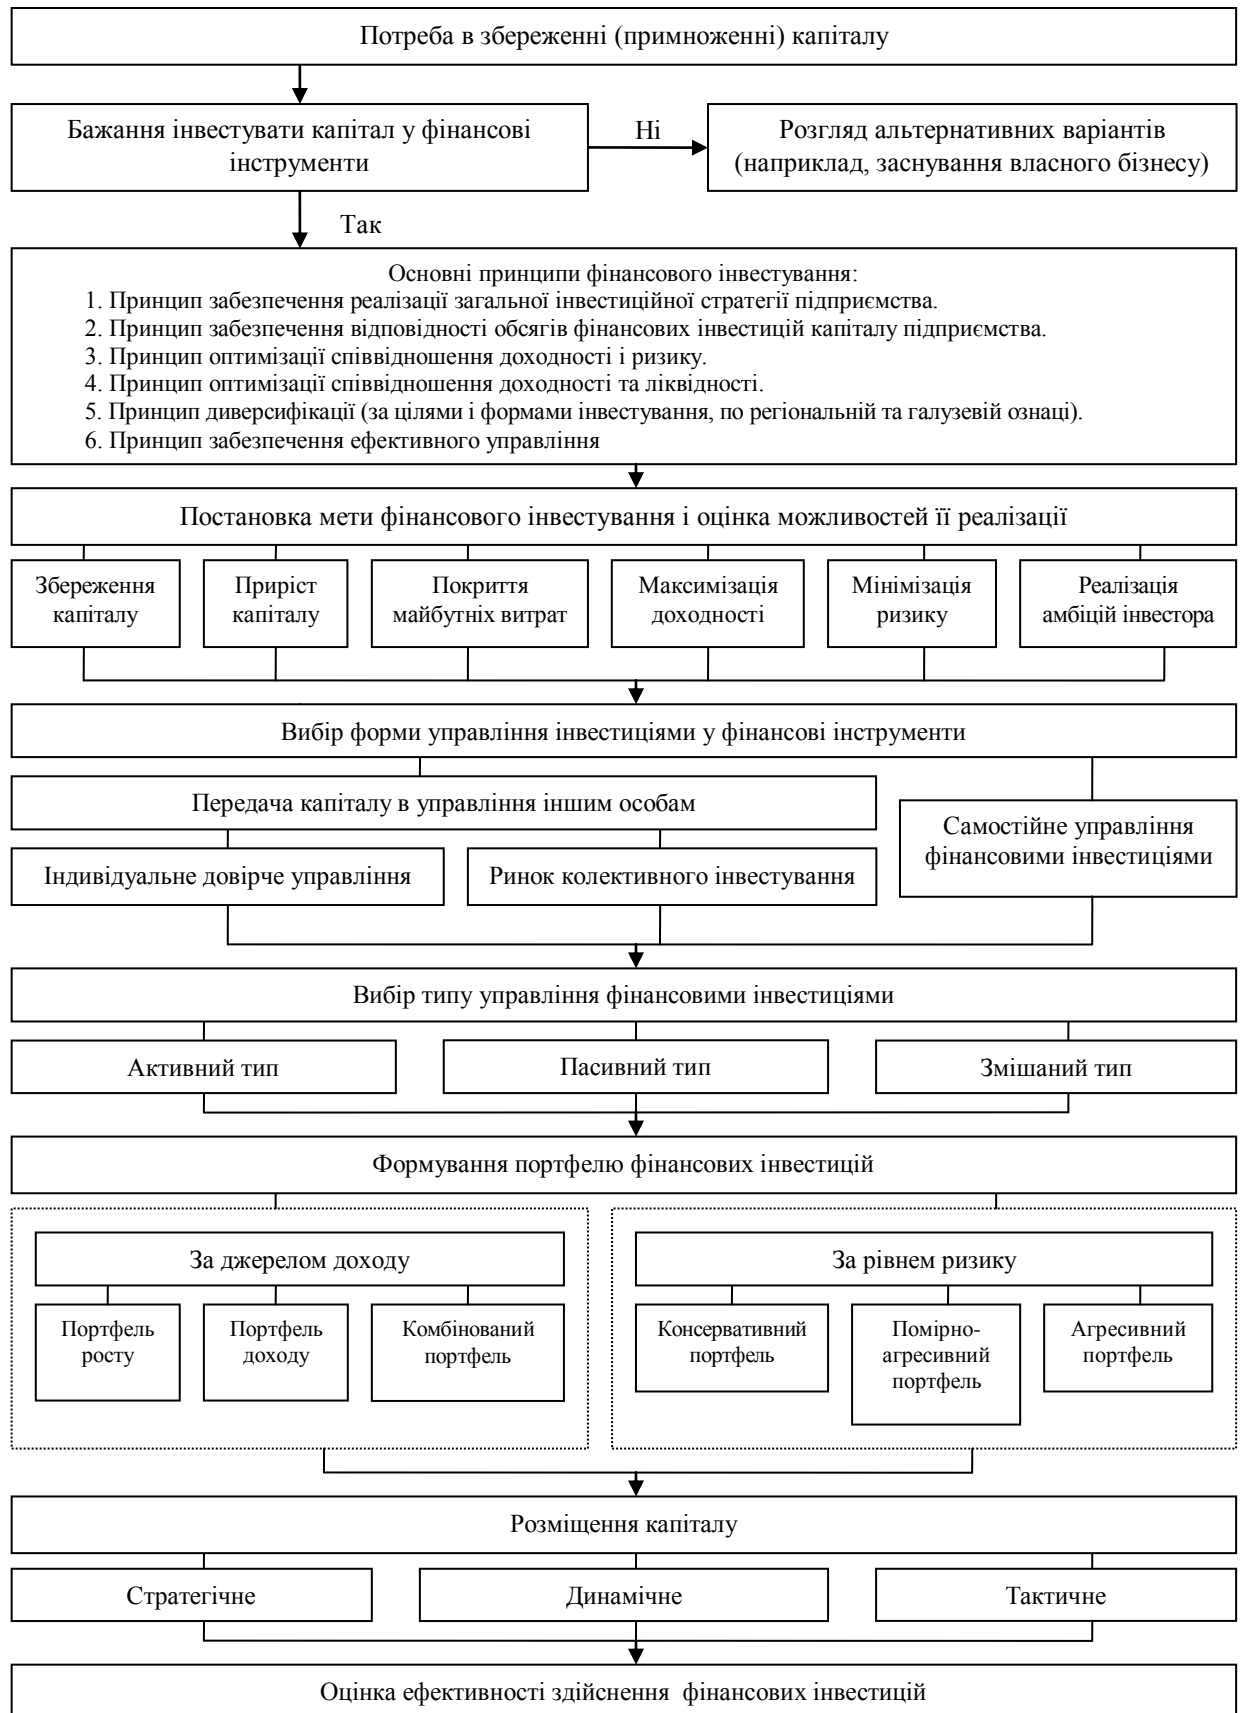 Потреба в збереженні (примноженні) капіталу
Бажання інвестувати капітал у фінансові
інструменти
Ні
Розгляд альтернативних варіантів
(наприклад, заснування власного бізнесу)
Так
Основні принципи фінансового інвестування:
1. Принцип забезпечення реалізації загальної інвестиційної стратегії підприємства.
2. Принцип забезпечення відповідності обсягів фінансових інвестицій капіталу підприємства.
3. Принцип оптимізації співвідношення доходності і ризику.
4. Принцип оптимізації співвідношення доходності та ліквідності.
5. Принцип диверсифікації (за цілями і формами інвестування, по регіональній та галузевій ознаці).
6. Принцип забезпечення ефективного управління
Постановка мети фінансового інвестування і оцінка можливостей її реалізації
Збереження
капіталу
Приріст
капіталу
Покриття
майбутніх витрат
Максимізація
доходності
Мінімізація
ризику
Реалізація
амбіцій інвестора
Вибір форми управління інвестиціями у фінансові інструменти
Передача капіталу в управління іншим особам
Самостійне управління
фінансовими інвестиціями
Індивідуальне довірче управління
Ринок колективного інвестування
Вибір типу управління фінансовими інвестиціями
Активний тип
Пасивний тип
Змішаний тип
Формування портфелю фінансових інвестицій
За джерелом доходу
Портфель
росту
Портфель
доходу
Комбінований
портфель
За рівнем ризику
Консервативний
портфель
Помірно-
агресивний
портфель
Агресивний
портфель
Розміщення капіталу
Стратегічне
Динамічне
Тактичне
Оцінка ефективності здійснення фінансових інвестицій